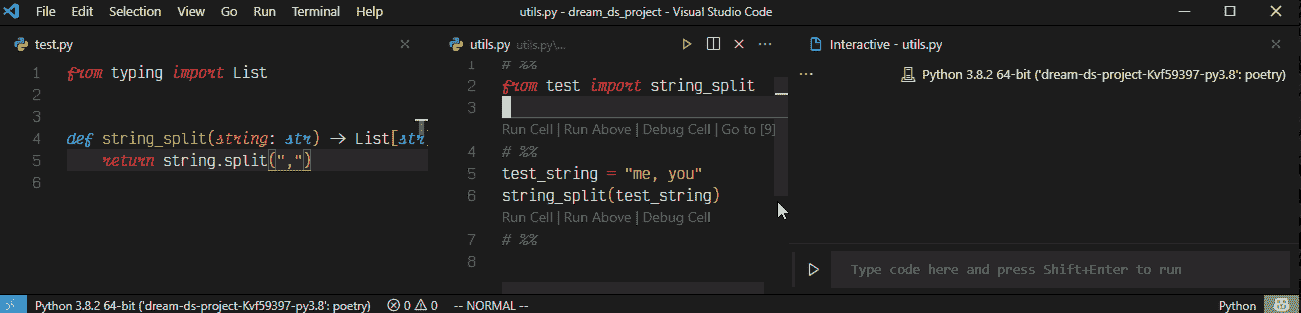 File Edit Selection View Go Run Terminal Help utils.py - dream_ds_project - Visual Studio Code
test.py
1 from typing import List
2
3
4 def string_split(string: str) → List[str]
5 return string.split(",")
6
utils.py utils.py\...
1 # %%
2 from test import string_split
3
Run Cell | Run Above | Debug Cell | Go to [9]
4 # %%
5 test_string = "me, you"
6 string_split(test_string)
Run Cell | Run Above | Debug Cell
7 # %%
8
Interactive - utils.py
Python 3.8.2 64-bit ('dream-ds-project-Kvf59397-py3.8': poetry)
Type code here and press Shift+Enter to run
Python 3.8.2 64-bit ('dream-ds-project-Kvf59397-py3.8': poetry) 0 0 -- NORMAL -- Python